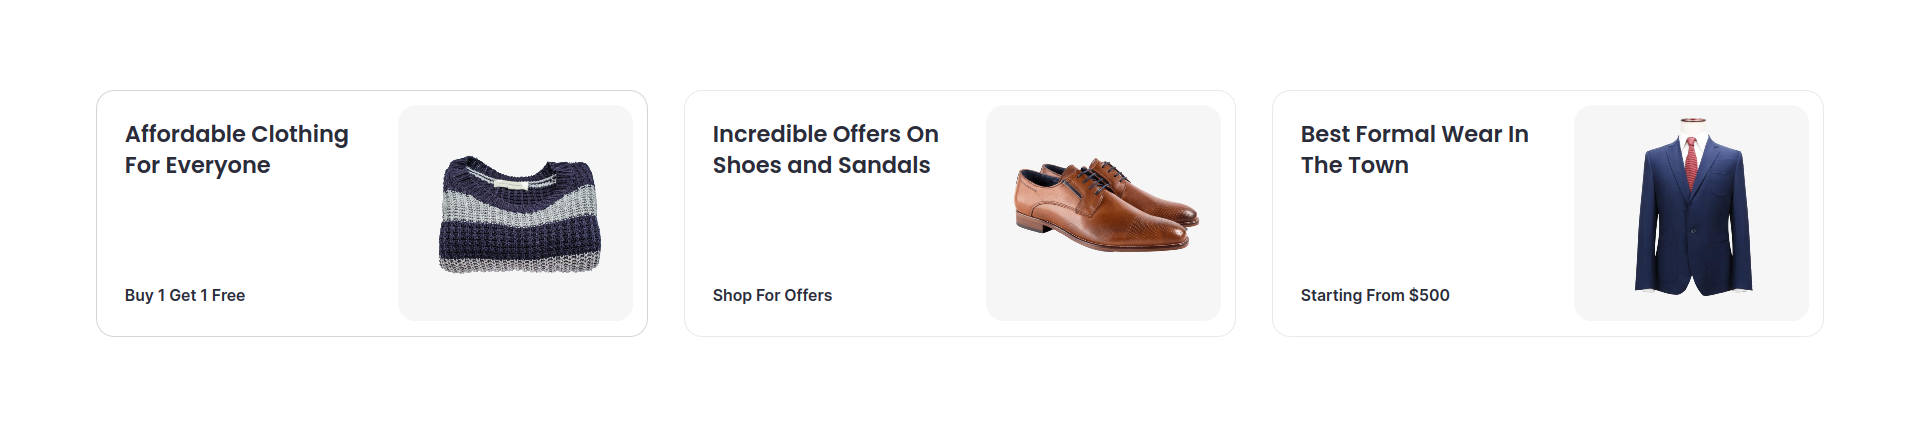 Affordable Clothing
For Everyone
Buy 1 Get 1 Free
Incredible Offers On
Shoes and Sandals
Shop For Offers
Best Formal Wear In
The Town
Starting From $500